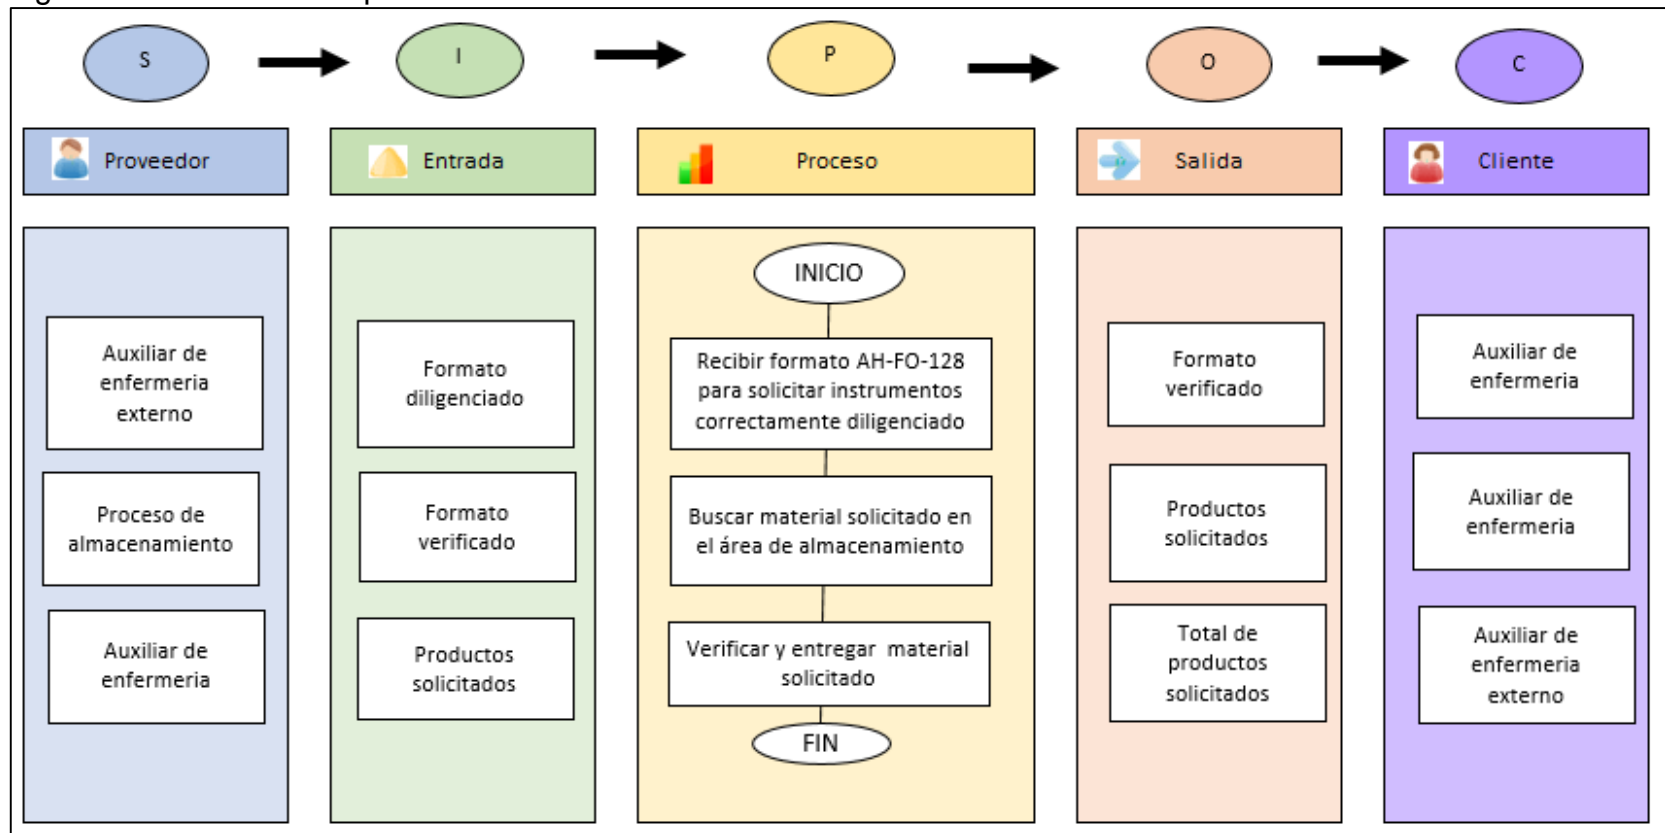 S
I
P
O
C
Proveedor
Entrada
Proceso
Salida
Cliente
Auxiliar de
enfermeria
externo
Proceso de
almacenamiento
Auxiliar de
enfermeria
Formato
diligenciado
Formato
verificado
Productos
solicitados
INICIO
Recibir formato AH-FO-128
para solicitar instrumentos
correctamente diligenciado
Buscar material solicitado en
el área de almacenamiento
Verificar y entregar material
solicitado
FIN
Formato
verificado
Productos
solicitados
Total de
productos
solicitados
Auxiliar de
enfermeria
Auxiliar de
enfermeria
Auxiliar de
enfermeria
externo